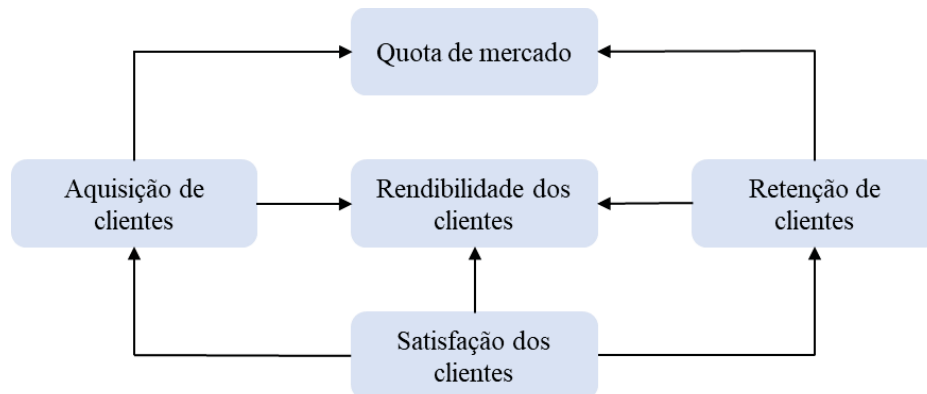 Quota de mercado
Aquisição de
clientes
Rendibilidade dos
clientes
Retenção de
clientes
Satisfação dos
clientes